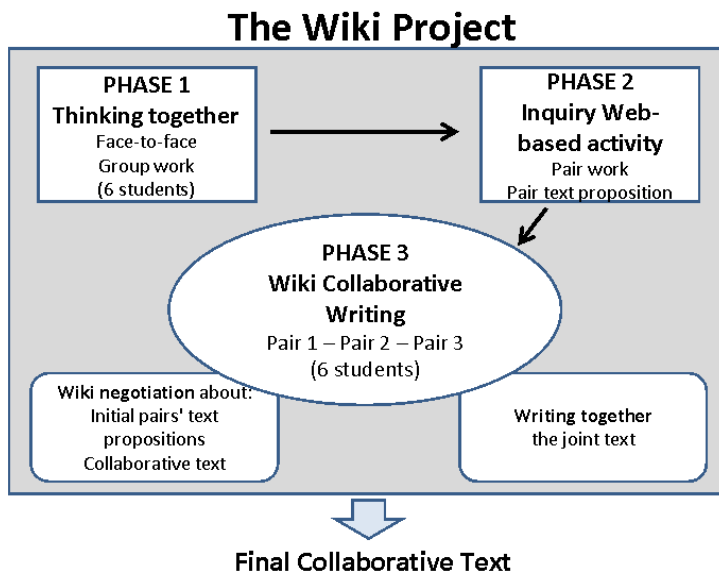 The Wiki Project
PHASE 1
Thinking together
Face-to-face
Group work
(6 students)
PHASE 2
Inquiry Web-
based activity
Pair work
Pair text proposition
PHASE 3
Wiki Collaborative
Writing
Pair 1 – Pair 2 – Pair 3
(6 students)
Wiki negotiation about:
Initial pairs' text
propositions
Collaborative text
Writing together
the joint text
Final Collaborative Text